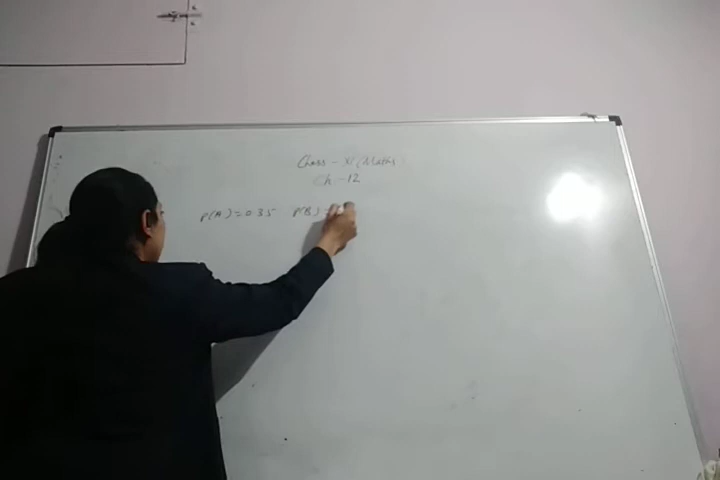 Class - XI (Maths)
Ch - 12
P(A) = 0.35 P(B) =